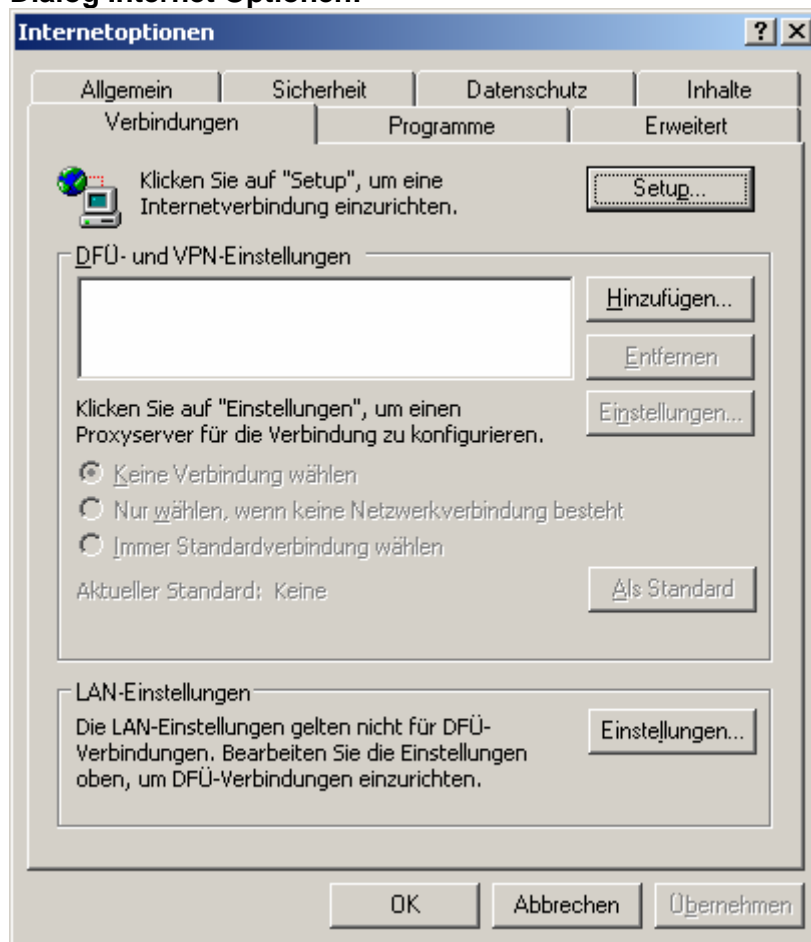 Dialog Internet-Optionen:
Internetoptionen
Allgemein Sicherheit Datenschutz Inhalte
Verbindungen Programme Erweitert
Klicken Sie auf "Setup", um eine
Internetverbindung einzurichten.
Setup...
DFÜ- und VPN-Einstellungen
Hinzufügen...
Entfernen
Klicken Sie auf "Einstellungen", um einen
Proxyserver für die Verbindung zu konfigurieren.
Einstellungen...
Keine Verbindung wählen
Nur wählen, wenn keine Netzwerkverbindung besteht
Immer Standardverbindung wählen
Aktueller Standard: Keine
Als Standard
LAN-Einstellungen
Die LAN-Einstellungen gelten nicht für DFÜ-
Verbindungen. Bearbeiten Sie die Einstellungen
oben, um DFÜ-Verbindungen einzurichten.
Einstellungen...
OK Abbrechen Übernehmen